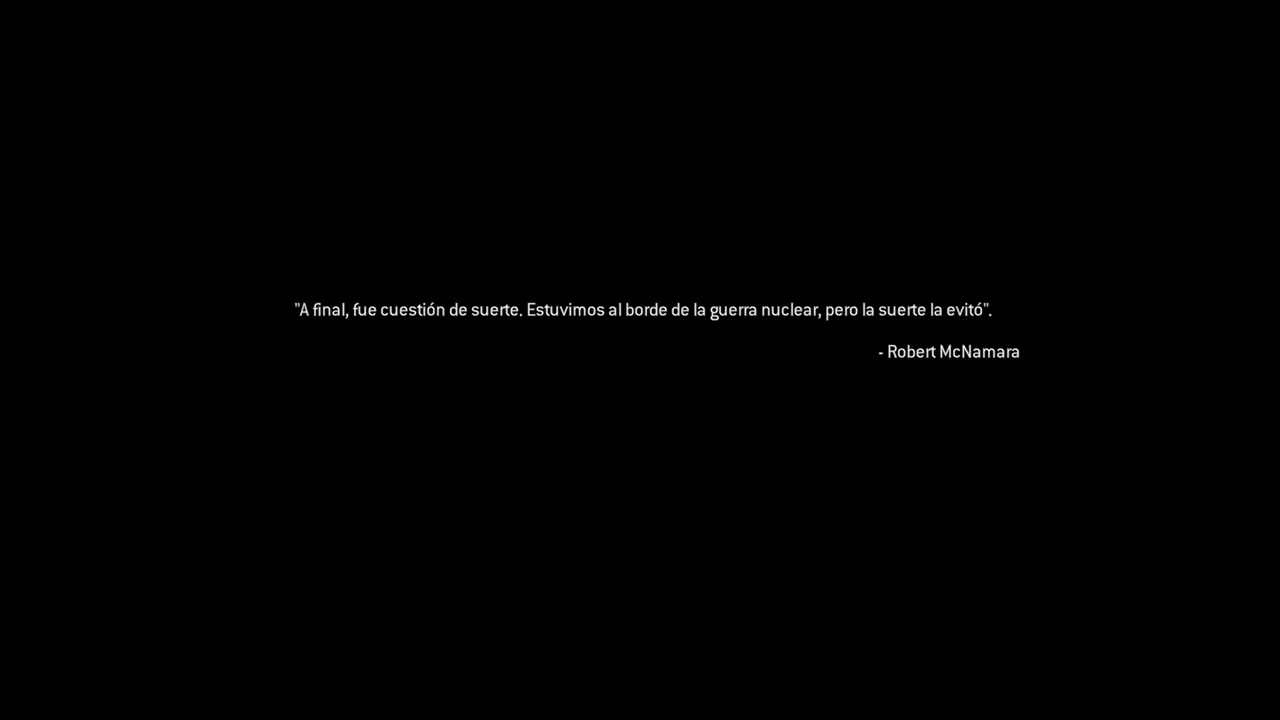 "A final, fue cuestión de suerte. Estuvimos al borde de la guerra nuclear, pero la suerte la evitó".
- Robert McNamara